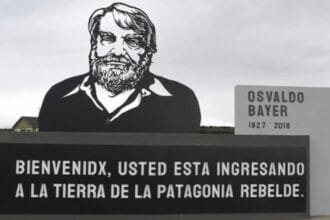 OSVALDO
BAYER
1927 2018
BIENVENIDX, USTED ESTA INGRESANDO
A LA TIERRA DE LA PATAGONIA REBELDE.